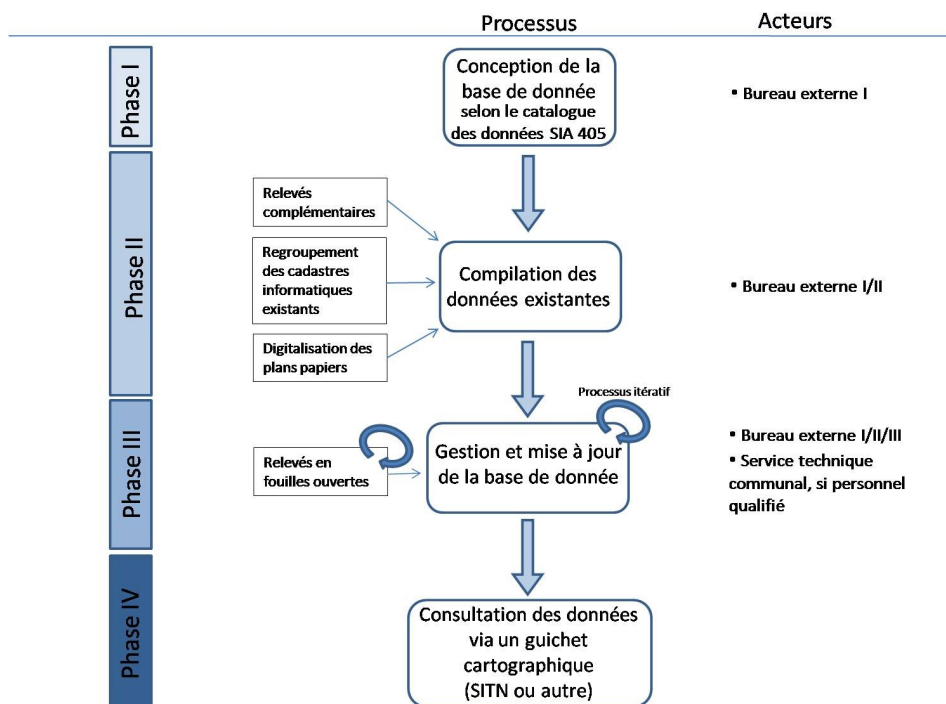 Processus
Acteurs
Phase I
Conception de la
base de donnée
selon le catalogue
des données SIA 405
▪ Bureau externe I
Phase II
Relevés
complémentaires
Regroupement
des cadastres
informatiques
existants
Digitalisation des
plans papiers
Compilation des
données existantes
▪ Bureau externe I/II
Phase III
Processus itératif
Relevés en
fouilles ouvertes
Gestion et mise à jour
de la base de donnée
▪ Bureau externe I/II/III
▪ Service technique
communal, si personnel
qualifié
Phase IV
Consultation des données
via un guichet
cartographique
(SITN ou autre)